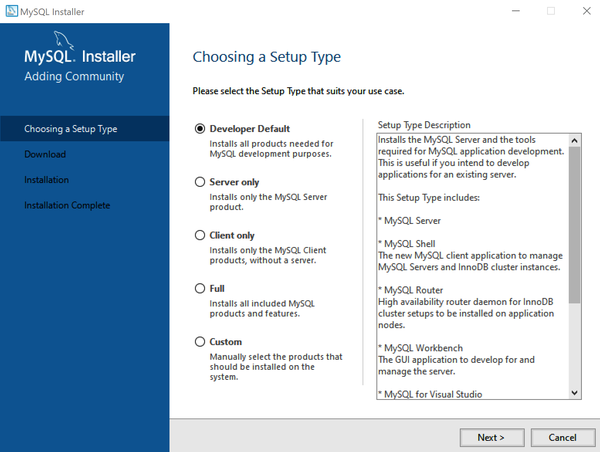 MySQL Installer
MySQL. Installer
Adding Community
Choosing a Setup Type
Download
Installation
Installation Complete
Choosing a Setup Type
Please select the Setup Type that suits your use case.
Developer Default
Installs all products needed for
MySQL development purposes.
Server only
Installs only the MySQL Server
product.
Client only
Installs only the MySQL Client
products, without a server.
Full
Installs all included MySQL
products and features.
Custom
Manually select the products that
should be installed on the
system.
Setup Type Description
Installs the MySQL Server and the tools
required for MySQL application development.
This is useful if you intend to develop
applications for an existing server.
This Setup Type includes:
* MySQL Server
* MySQL Shell
The new MySQL client application to manage
MySQL Servers and InnoDB cluster instances.
* MySQL Router
High availability router daemon for InnoDB
cluster setups to be installed on application
nodes.
* MySQL Workbench
The GUI application to develop for and
manage the server.
* MySQL for Visual Studio
Next >
Cancel